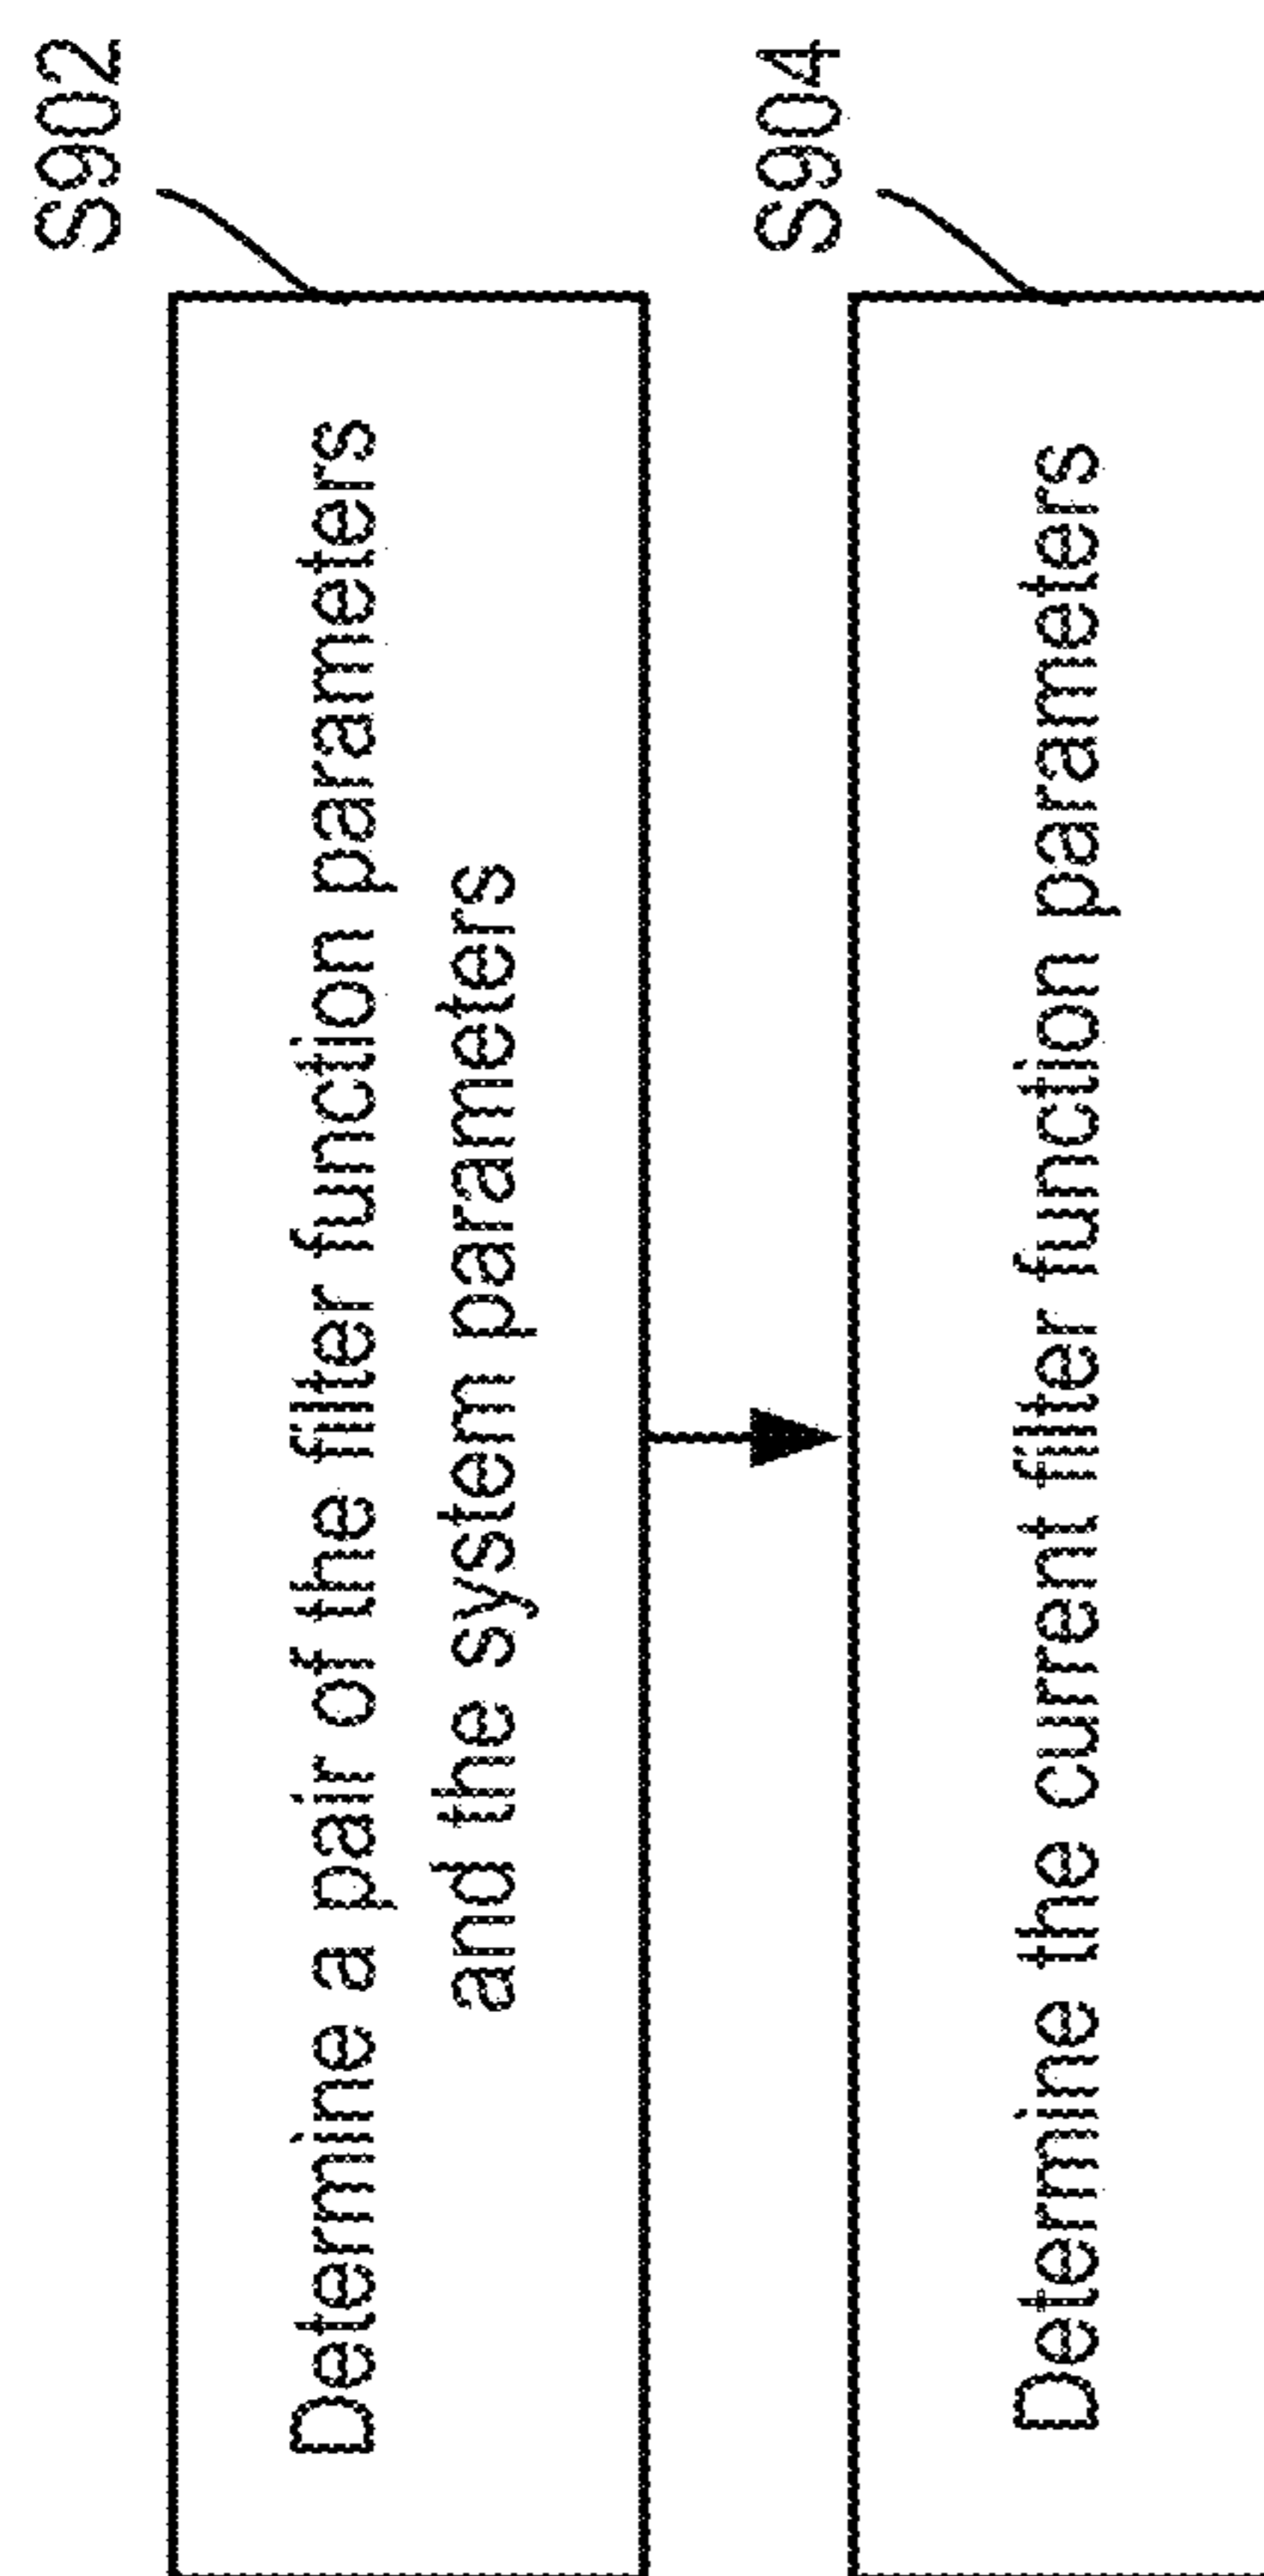 S902
Determine a pair of the filter function parameters
and the system parameters
S904
Determine the current filter function parameters